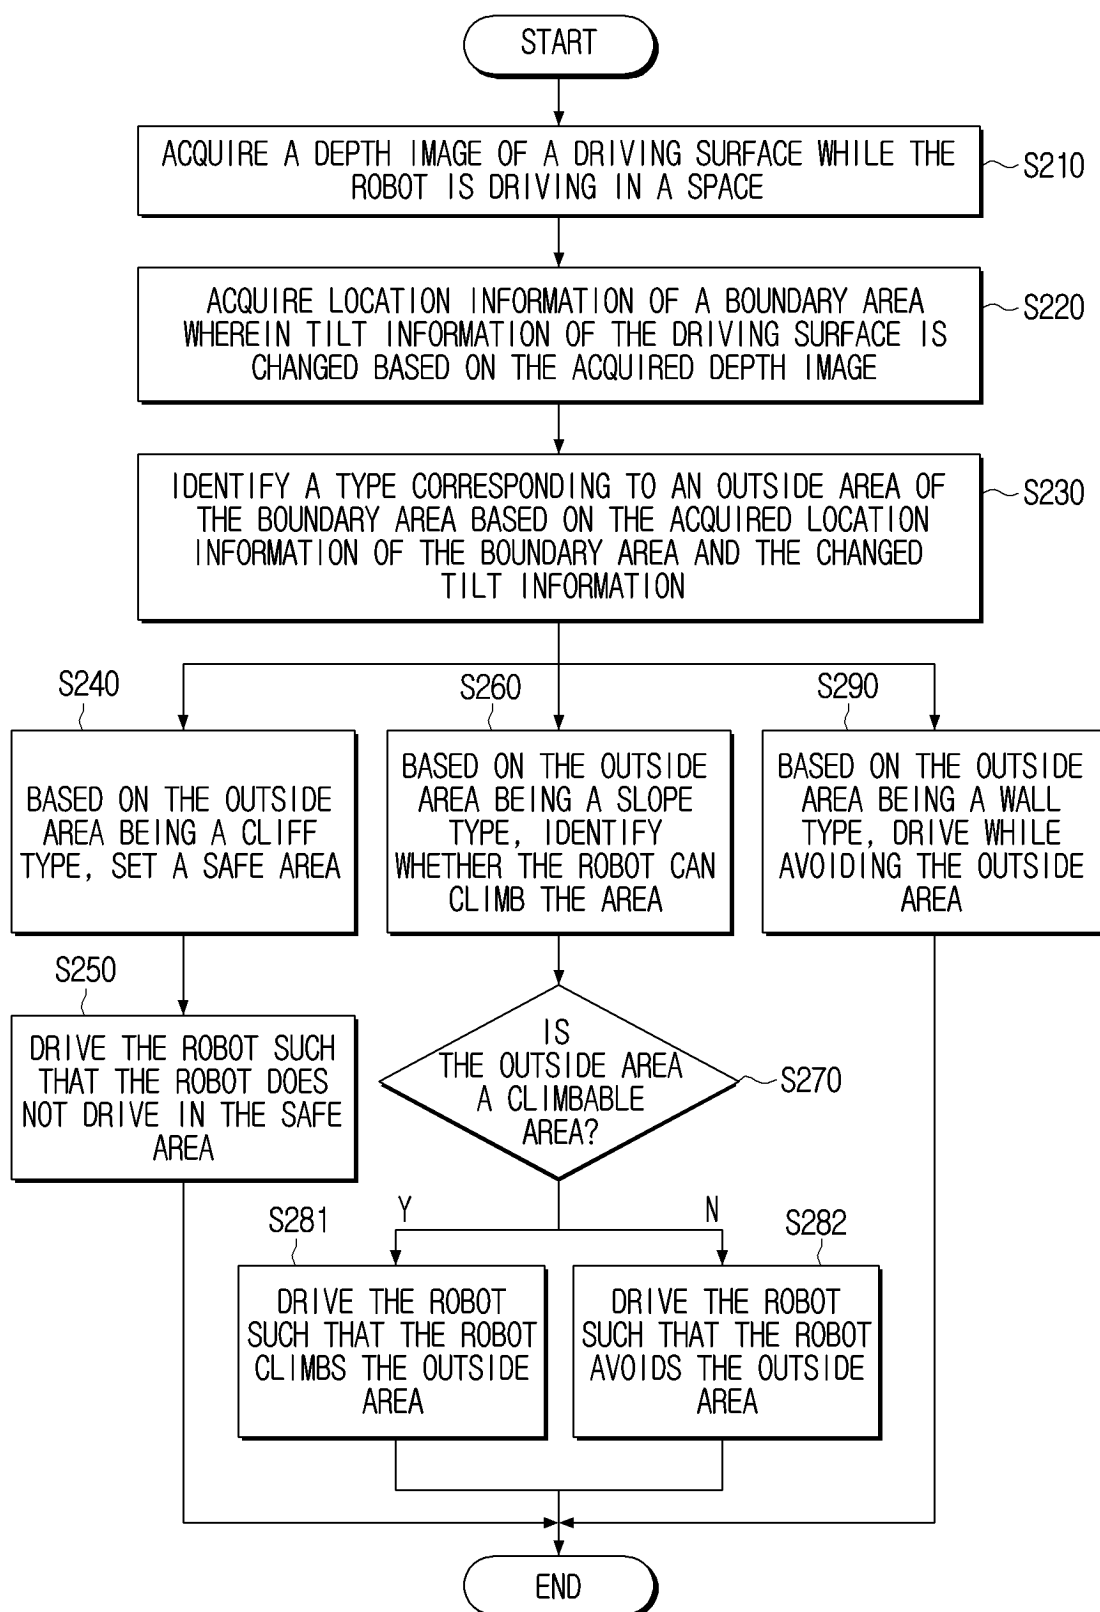 START
ACQUIRE A DEPTH IMAGE OF A DRIVING SURFACE WHILE THE
ROBOT IS DRIVING IN A SPACE
S210
ACQUIRE LOCATION INFORMATION OF A BOUNDARY AREA
WHEREIN TILT INFORMATION OF THE DRIVING SURFACE IS
CHANGED BASED ON THE ACQUIRED DEPTH IMAGE
S220
IDENTIFY A TYPE CORRESPONDING TO AN OUTSIDE AREA OF
THE BOUNDARY AREA BASED ON THE ACQUIRED LOCATION
INFORMATION OF THE BOUNDARY AREA AND THE CHANGED
TILT INFORMATION
S230
S240
BASED ON THE OUTSIDE
AREA BEING A CLIFF
TYPE, SET A SAFE AREA
S250
DRIVE THE ROBOT SUCH
THAT THE ROBOT DOES
NOT DRIVE IN THE SAFE
AREA
S260
BASED ON THE OUTSIDE
AREA BEING A SLOPE
TYPE, IDENTIFY
WHETHER THE ROBOT CAN
CLIMB THE AREA
S290
BASED ON THE OUTSIDE
AREA BEING A WALL
TYPE, DRIVE WHILE
AVOIDING THE OUTSIDE
AREA
IS
THE OUTSIDE AREA
A CLIMBABLE
AREA?
S270
Y
N
S281
DRIVE THE ROBOT
SUCH THAT THE ROBOT
CLIMBS THE OUTSIDE
AREA
S282
DRIVE THE ROBOT
SUCH THAT THE ROBOT
AVOIDS THE OUTSIDE
AREA
END